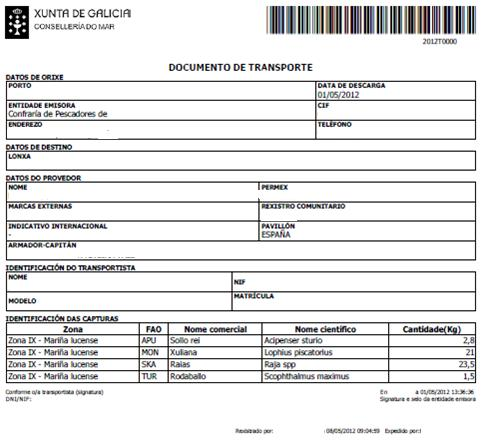 XUNTA DE GALICIA
CONSELLERÍA DO MAR
2012T0000
DOCUMENTO DE TRANSPORTE
DATOS DE ORIXE
PORTO DATA DE DESCARGA
01/05/2012
ENTIDADE EMISORA CIF
Confraría de Pescadores de
ENDEREZO TELÉFONO
DATOS DE DESTINO
LONXA
DATOS DO PROVEDOR
NOME PERMEX
MARCAS EXTERNAS REXISTRO COMUNITARIO
INDICATIVO INTERNACIONAL PAVILLÓN
- ESPAÑA
ARMADOR-CAPITÁN
IDENTIFICACIÓN DO TRANSPORTISTA
NOME NIF
MODELO MATRÍCULA
IDENTIFICACIÓN DAS CAPTURAS
Zona FAO Nome comercial Nome científico Cantidade(Kg)
Zona IX - Mariña lucense APU Sollo rei Acipenser sturio 2,8
Zona IX - Mariña lucense MON Xuliana Lophius piscatorius 21
Zona IX - Mariña lucense SKA Raias Raja spp 23,5
Zona IX - Mariña lucense TUR Rodaballo Scophthalmus maximus 1,5
Conforme o/a transportista (signatura) En a 01/05/2012 13:36:36
DNI/NIF: Signatura e selo da entidade emisora
Rexistrado por: 08/05/2012 09:04:59 Expedido por: